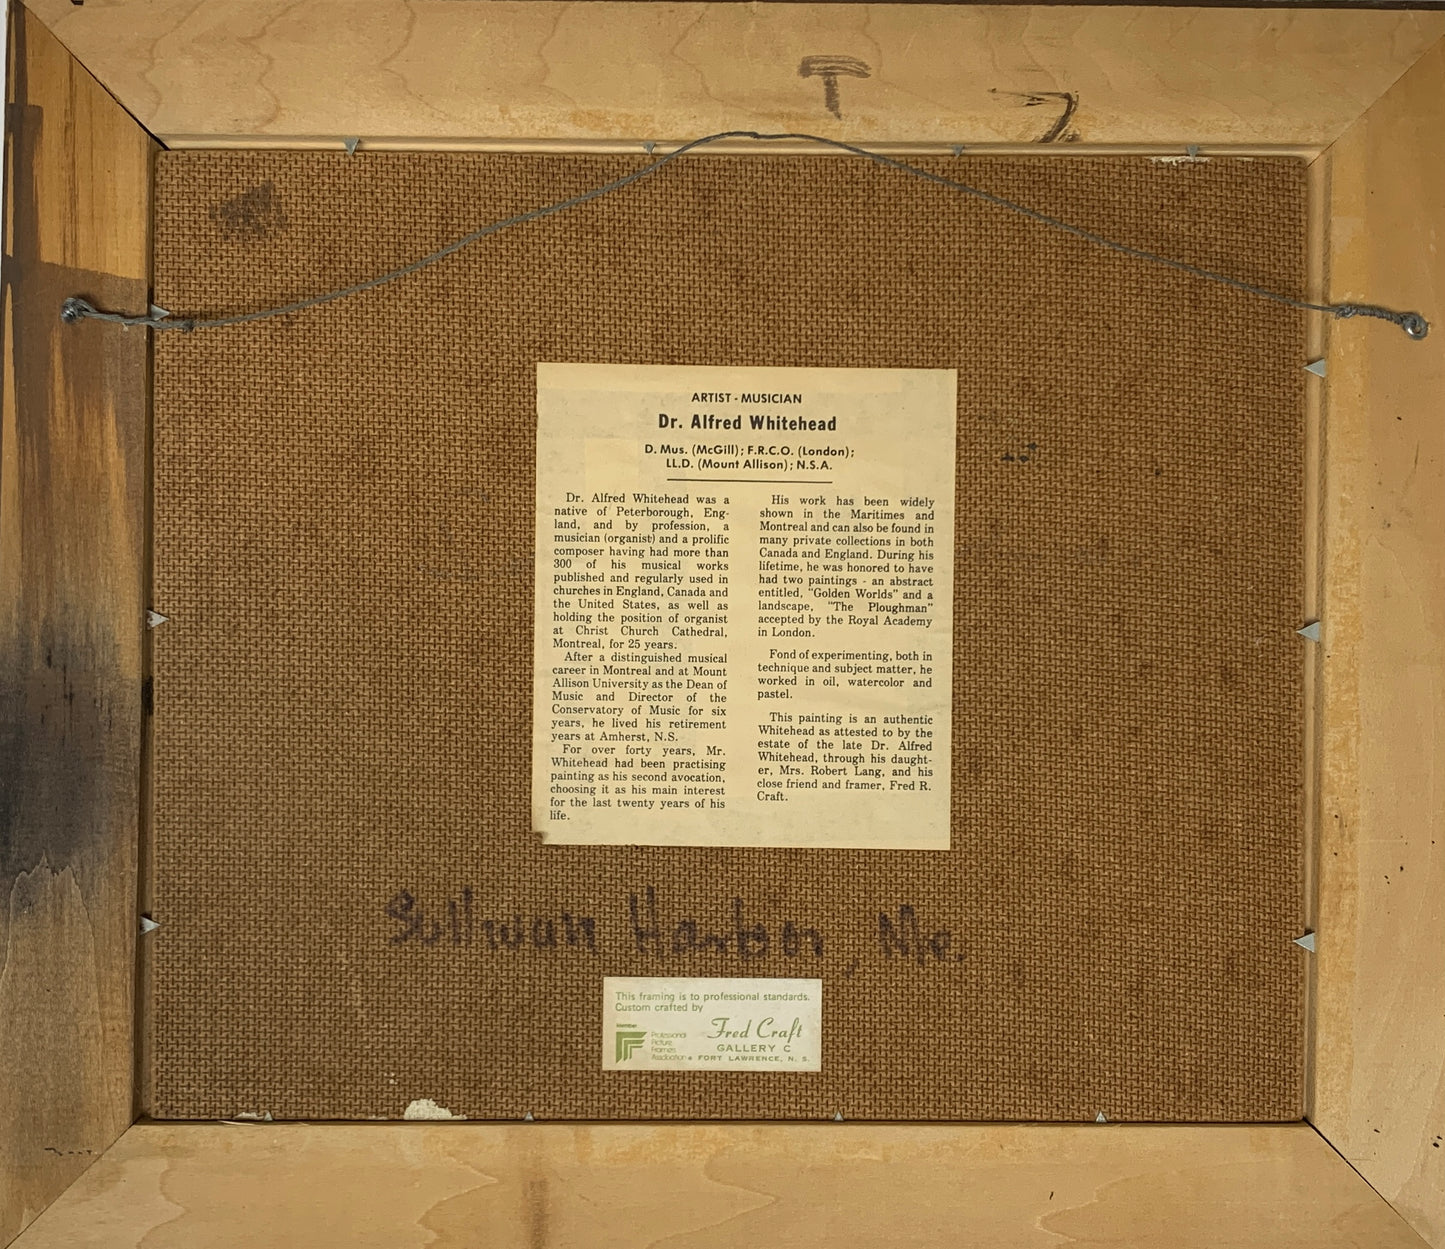 T
ARTIST - MUSICIAN
Dr. Alfred Whitehead
D. Mus. (McGill); F.R.C.O. (London);
LL.D. (Mount Allison); N.S.A.
Dr. Alfred Whitehead was a
native of Peterborough, Eng-
land, and by profession, a
musician (organist) and a prolific
composer having had more than
300 of his musical works
published and regularly used in
churches in England, Canada and
the United States, as well as
holding the position of organist
at Christ Church Cathedral,
Montreal, for 25 years.
After a distinguished musical
career in Montreal and at Mount
Allison University as the Dean of
Music and Director of the
Conservatory of Music for six
years, he lived his retirement
years at Amherst, N.S.
For over forty years, Mr.
Whitehead had been practising
painting as his second avocation,
choosing it as his main interest
for the last twenty years of his
life.
His work has been widely
shown in the Maritimes and
Montreal and can also be found in
many private collections in both
Canada and England. During his
lifetime, he was honored to have
had two paintings - an abstract
entitled, "Golden Worlds" and a
landscape, "The Ploughman"
accepted by the Royal Academy
in London.
Fond of experimenting, both in
technique and subject matter, he
worked in oil, watercolor and
pastel.
This painting is an authentic
Whitehead as attested to by the
estate of the late Dr. Alfred
Whitehead, through his daught-
er, Mrs. Robert Lang, and his
close friend and framer, Fred R.
Craft.
Sullivan Harbor, Me.
This framing is to professional standards.
Custom crafted by
Member
Professional
Picture
Framers
Association
Fred Craft
GALLERY C
FORT LAWRENCE, N. S.